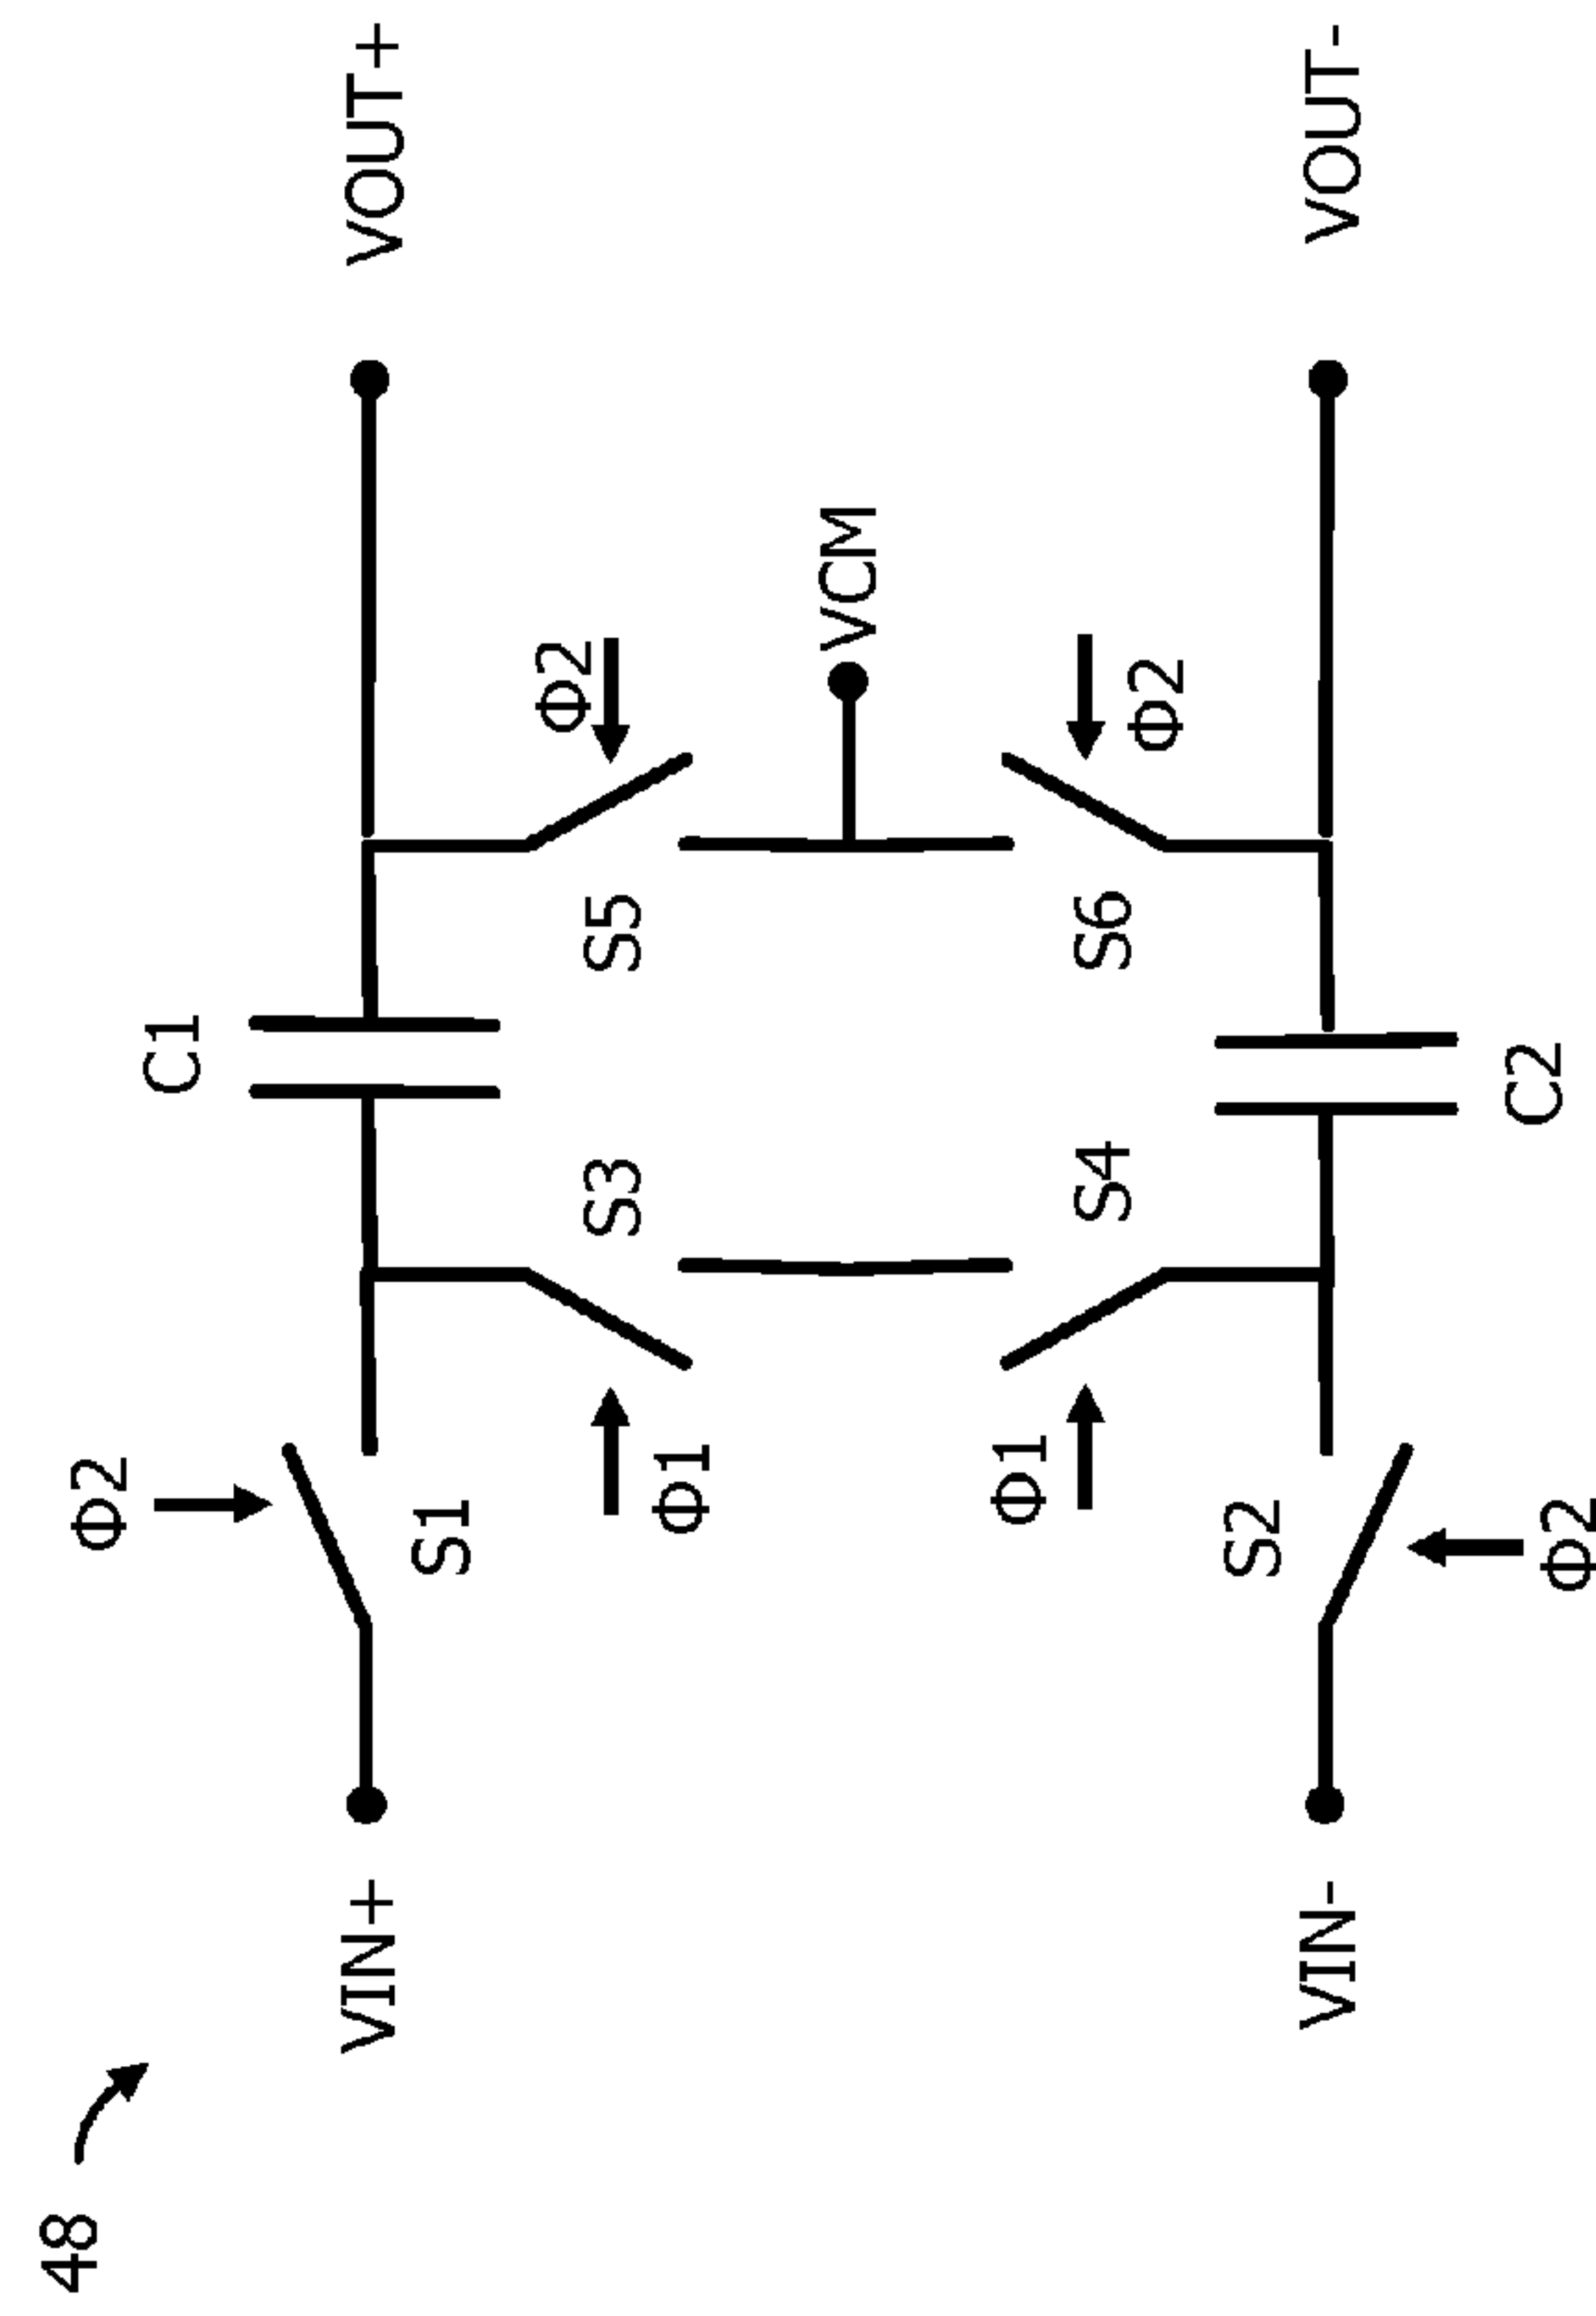 48
VIN+
Φ2
S1
Φ1
S3
C1
S5
Φ2
VOUT+
VCM
VIN-
Φ2
S2
Φ1
S4
C2
S6
Φ2
VOUT-